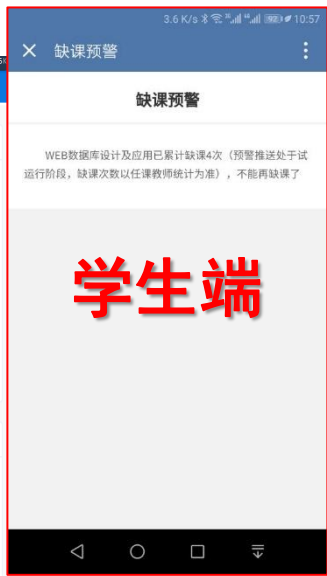 3.6 K/s 10:57
缺课预警
缺课预警
WEB数据库设计及应用已累计缺课4次（预警推送处于试
运行阶段，缺课次数以任课教师统计为准），不能再缺课了
学生端